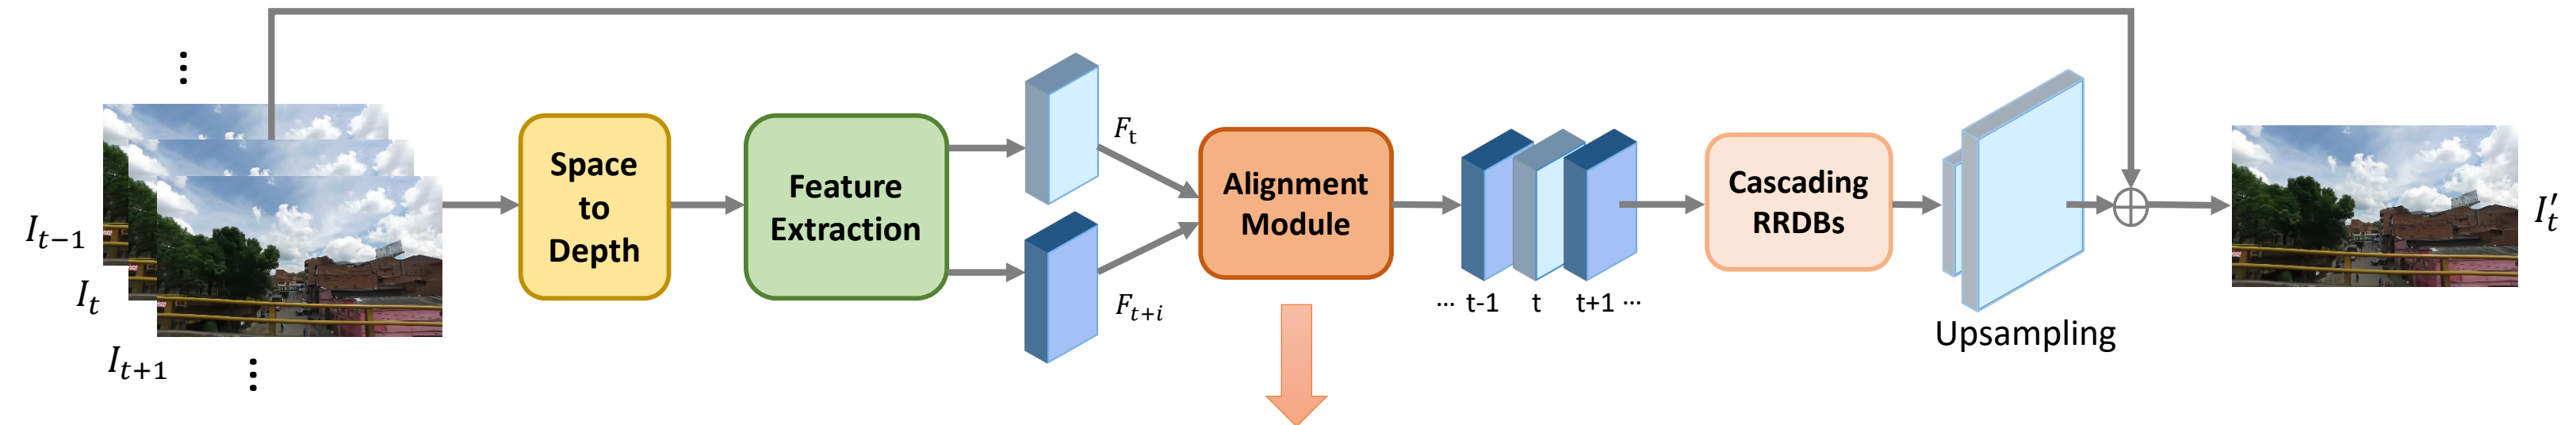 ⋮
I_{t−1}
I_t
I_{t+1}
⋮
Space
to
Depth
Feature
Extraction
F_t
F_{t+i}
Alignment
Module
··· t-1 t t+1 ···
Cascading
RRDBs
Upsampling
I'_t